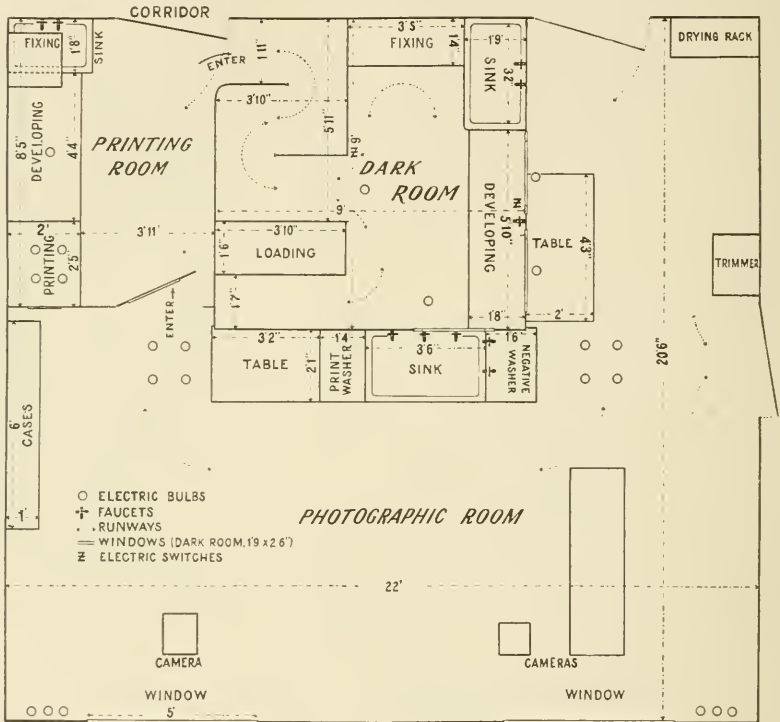 CORRIDOR
FIXING
1'8"
SINK
ENTER
1'11"
3'5"
FIXING
1'4"
1'9"
SINK
3'2"
DRYING RACK
3'10"
5'11"
8'5"
DEVELOPING
4'4"
PRINTING
ROOM
DARK
ROOM
Z
9'
DEVELOPING
Z
5'10"
TABLE
4'3"
2'
3'11"
3'10"
1'6"
LOADING
PRINTING
2'5"
TRIMMER
1'7"
1'8"
2'
ENTER
3'2"
TABLE
2'1"
1'4"
PRINT
WASHER
3'6"
SINK
1'6"
NEGATIVE
WASHER
20'6"
6'
CASES
1'
ELECTRIC BULBS
FAUCETS
RUNWAYS
WINDOWS (DARK ROOM, 1'9 x 2'6")
Z ELECTRIC SWITCHES
PHOTOGRAPHIC ROOM
22'
CAMERA
CAMERAS
WINDOW
WINDOW
5'